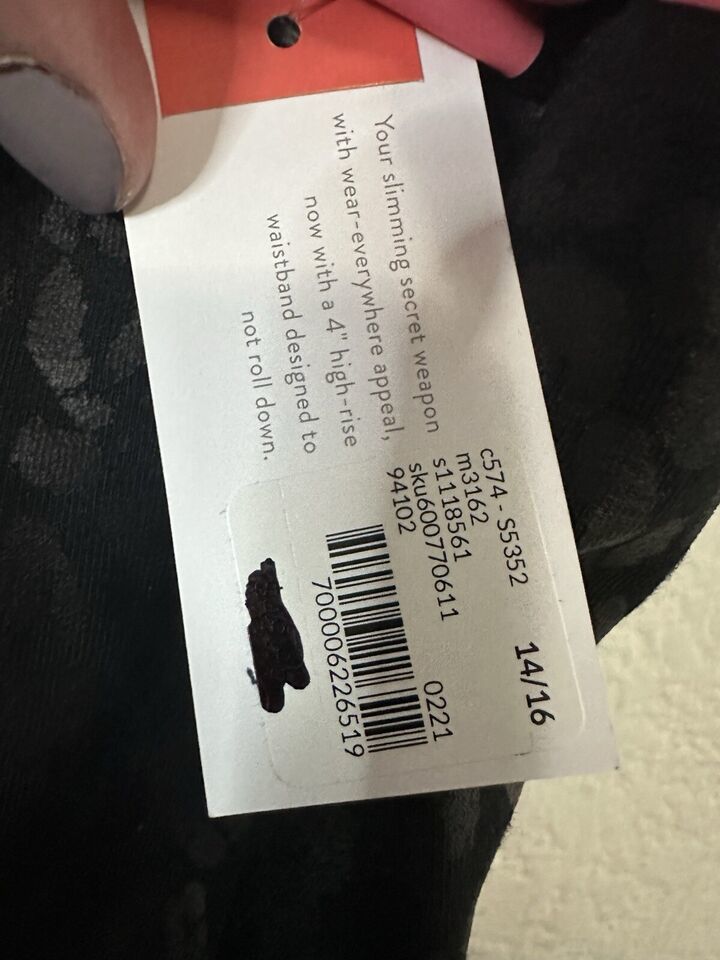 Your slimming secret weapon
with wear-everywhere appeal,
now with a 4" high-rise
waistband designed to
not roll down.
c574 - S5352
14/16
m3162
s1118561
sku600770611
94102
0221
7000006226519